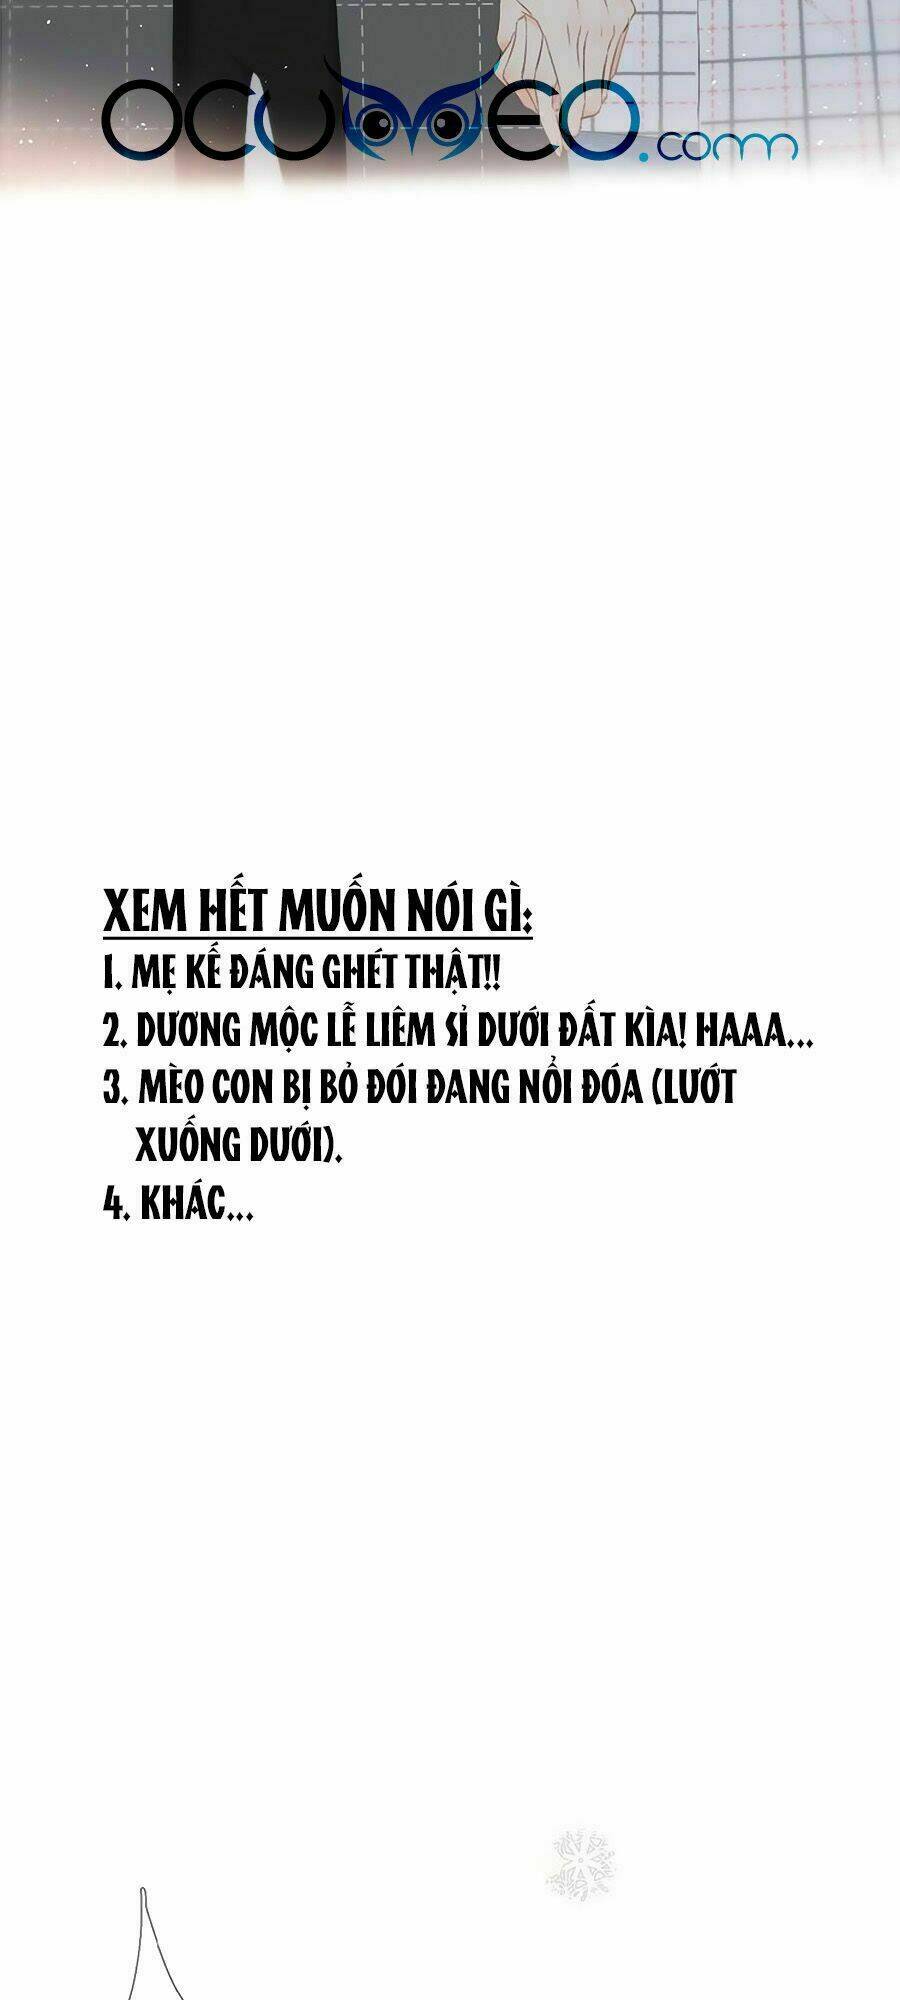 OCUMEO.com
XEM HẾT MUỐN NÓI GÌ:
1. MẸ KẾ ĐÁNG GHÉT THẬT!!
2. DƯƠNG MỘC LỄ LIÊM SỈ DƯỚI ĐẤT KÌA! HAAA...
3. MÈO CON BỊ BỎ ĐÓI ĐANG NỔI ĐÓA (LƯỚT
XUỐNG DƯỚI).
4. KHÁC...